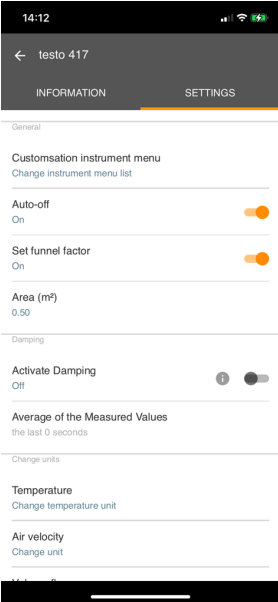 14:12
testo 417
INFORMATION
SETTINGS
General
Customsation instrument menu
Change instrument menu list
Auto-off
On
Set funnel factor
On
Area (m²)
0.50
Damping
Activate Damping
Off
Average of the Measured Values
the last 0 seconds
Change units
Temperature
Change temperature unit
Air velocity
Change unit